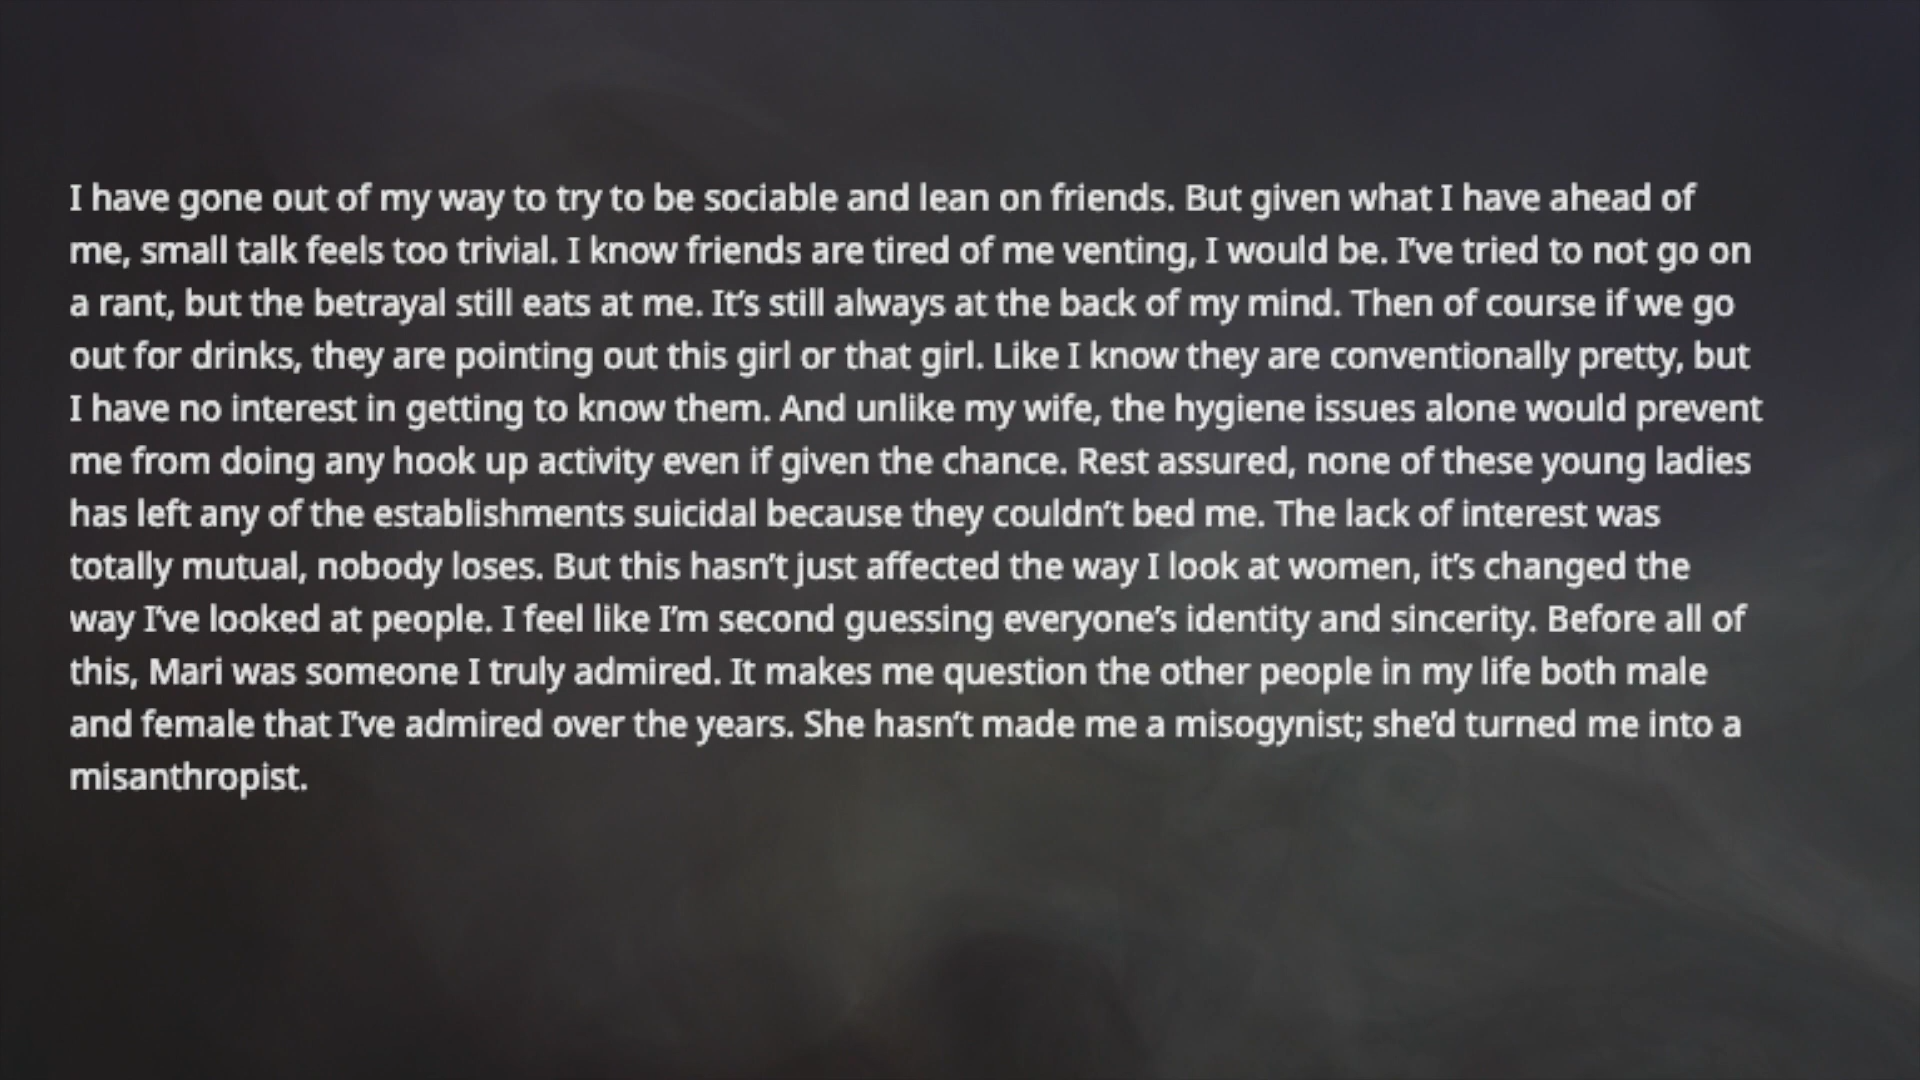 I have gone out of my way to try to be sociable and lean on friends. But given what I have ahead of
me, small talk feels too trivial. I know friends are tired of me venting, I would be. I've tried to not go on
a rant, but the betrayal still eats at me. It's still always at the back of my mind. Then of course if we go
out for drinks, they are pointing out this girl or that girl. Like I know they are conventionally pretty, but
I have no interest in getting to know them. And unlike my wife, the hygiene issues alone would prevent
me from doing any hook up activity even if given the chance. Rest assured, none of these young ladies
has left any of the establishments suicidal because they couldn't bed me. The lack of interest was
totally mutual, nobody loses. But this hasn't just affected the way I look at women, it's changed the
way I've looked at people. I feel like I'm second guessing everyone's identity and sincerity. Before all of
this, Mari was someone I truly admired. It makes me question the other people in my life both male
and female that I've admired over the years. She hasn't made me a misogynist; she'd turned me into a
misanthropist.